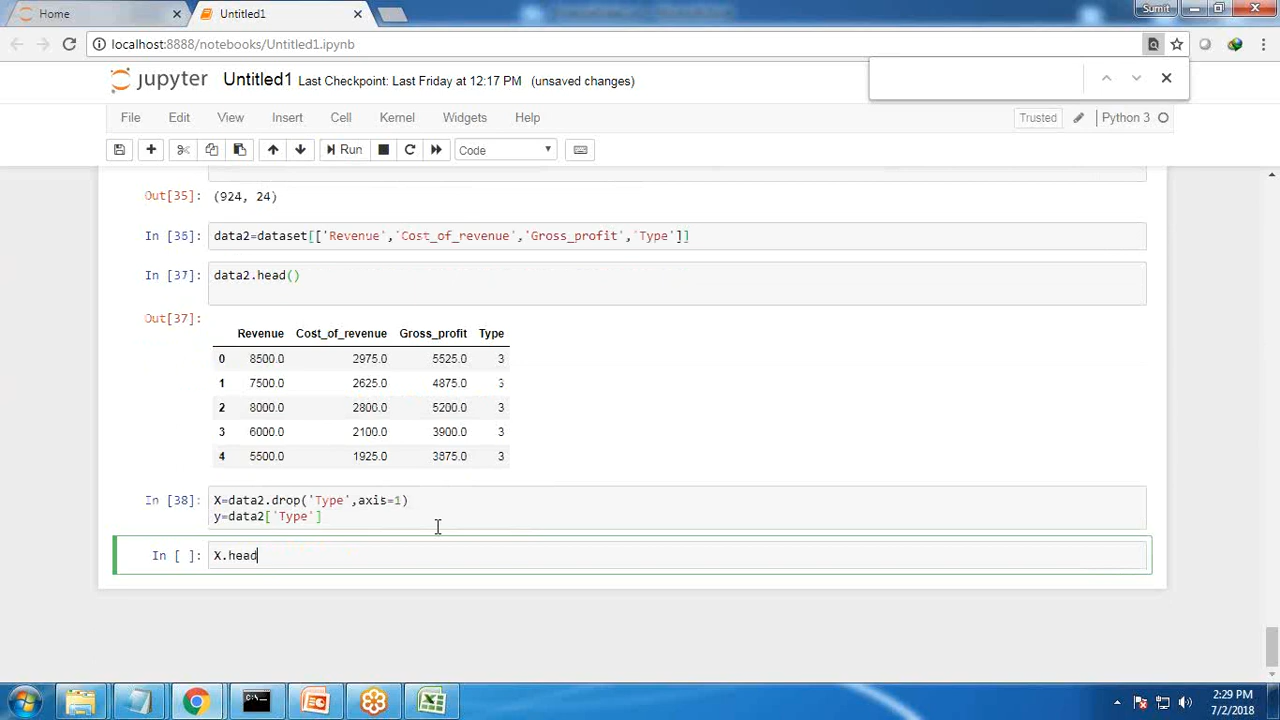 Home
Untitled1
Sumit
localhost:8888/notebooks/Untitled1.ipynb
jupyter Untitled1 Last Checkpoint: Last Friday at 12:17 PM (unsaved changes)
File Edit View Insert Cell Kernel Widgets Help
Trusted Python 3
Run Code
Out[35]: (924, 24)
In [35]: data2=dataset[['Revenue','Cost_of_revenue','Gross_profit','Type']]
In [37]: data2.head()
Out[37]:
Revenue Cost_of_revenue Gross_profit Type
0 8500.0 2975.0 5525.0 3
1 7500.0 2625.0 4875.0 3
2 8000.0 2800.0 5200.0 3
3 6000.0 2100.0 3900.0 3
4 5500.0 1925.0 3875.0 3
In [38]: X=data2.drop('Type',axis=1)
y=data2['Type']
In [ ]: X.head
2:29 PM
7/2/2018